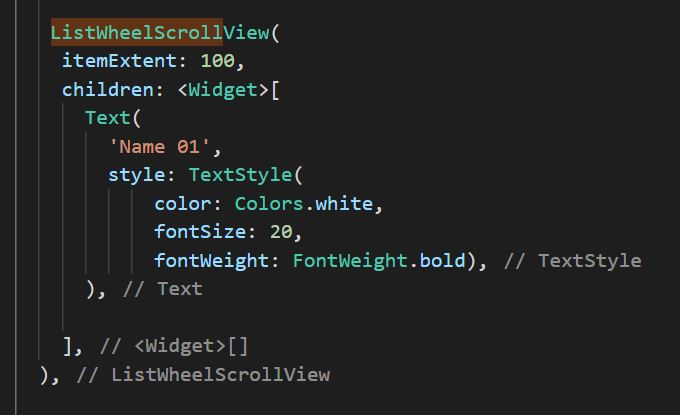 ListWheelScrollView(
itemExtent: 100,
children: <Widget>[
Text(
'Name 01',
style: TextStyle(
color: Colors.white,
fontSize: 20,
fontWeight: FontWeight.bold), // TextStyle
), // Text
], // <Widget>[]
), // ListWheelScrollView